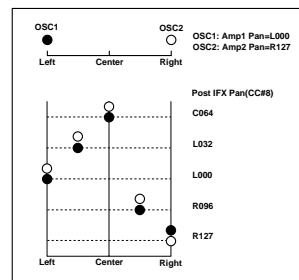 OSC1 OSC2
OSC1: Amp1 Pan=L000
OSC2: Amp2 Pan=R127
Left Center Right
Post IFX Pan(CC#8)
C064
L032
L000
R096
R127
Left Center Right